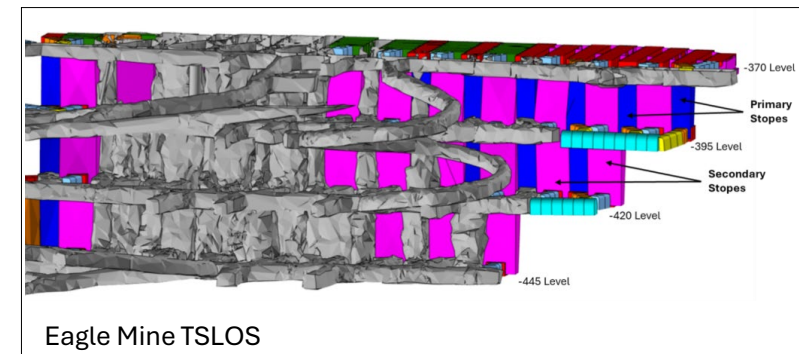 -370 Level
Primary
Stopes
-395 Level
Secondary
Stopes
-420 Level
-445 Level
Eagle Mine TSLOS